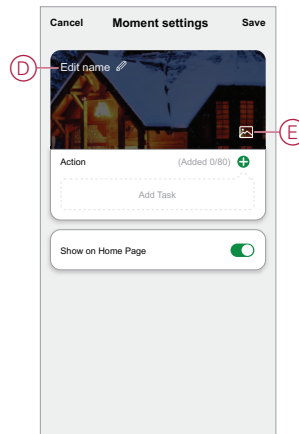 Cancel Moment settings Save
D Edit name
E
Action (Added 0/80)
Add Task
Show on Home Page